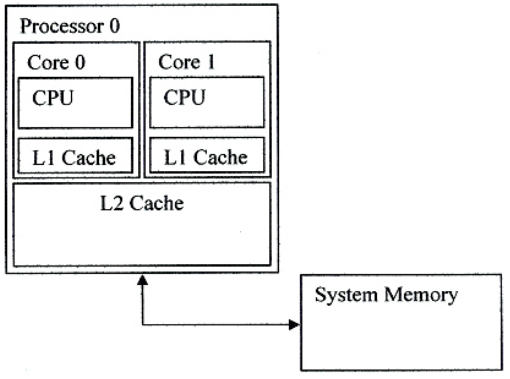 Processor 0
Core 0
Core 1
CPU
CPU
L1 Cache
L1 Cache
L2 Cache
System Memory